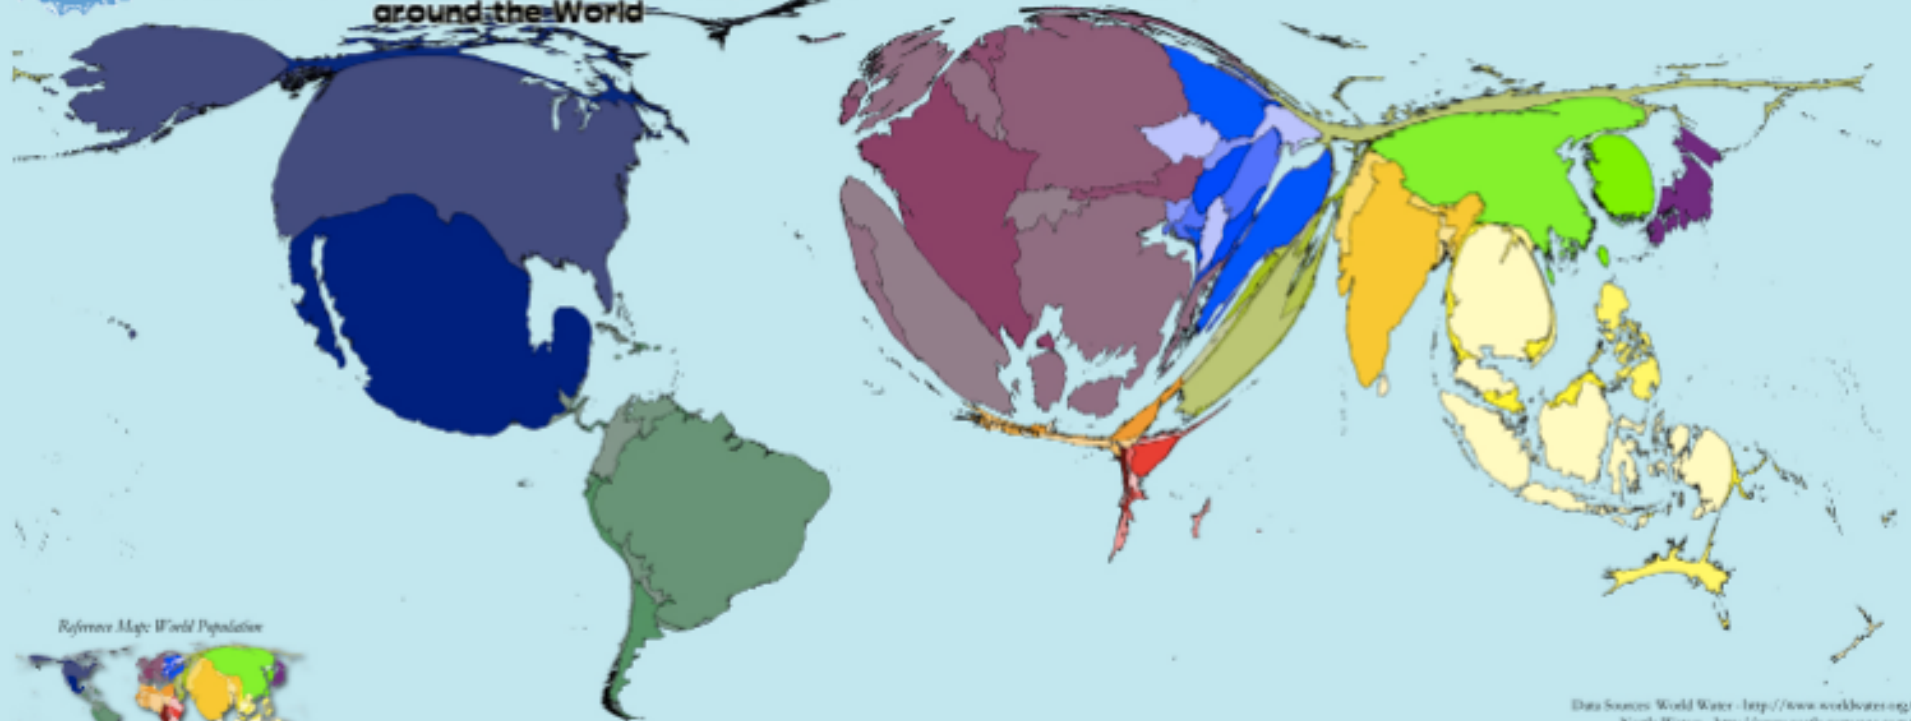 around the World
Reference Map: World Population
Data Sources: World Water - http://www.worldwater.org/